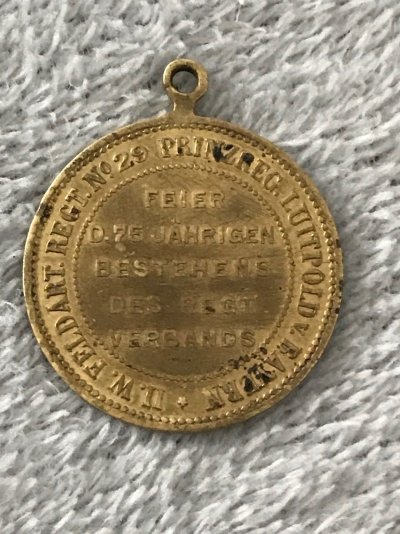 II. W. FELDART. REGT. No 29 PRINZREG. LUITPOLD v. BAYERN
FEIER
D. 75 JÄHRIGEN
BESTEHENS
DES REGT.
VERBANDS.